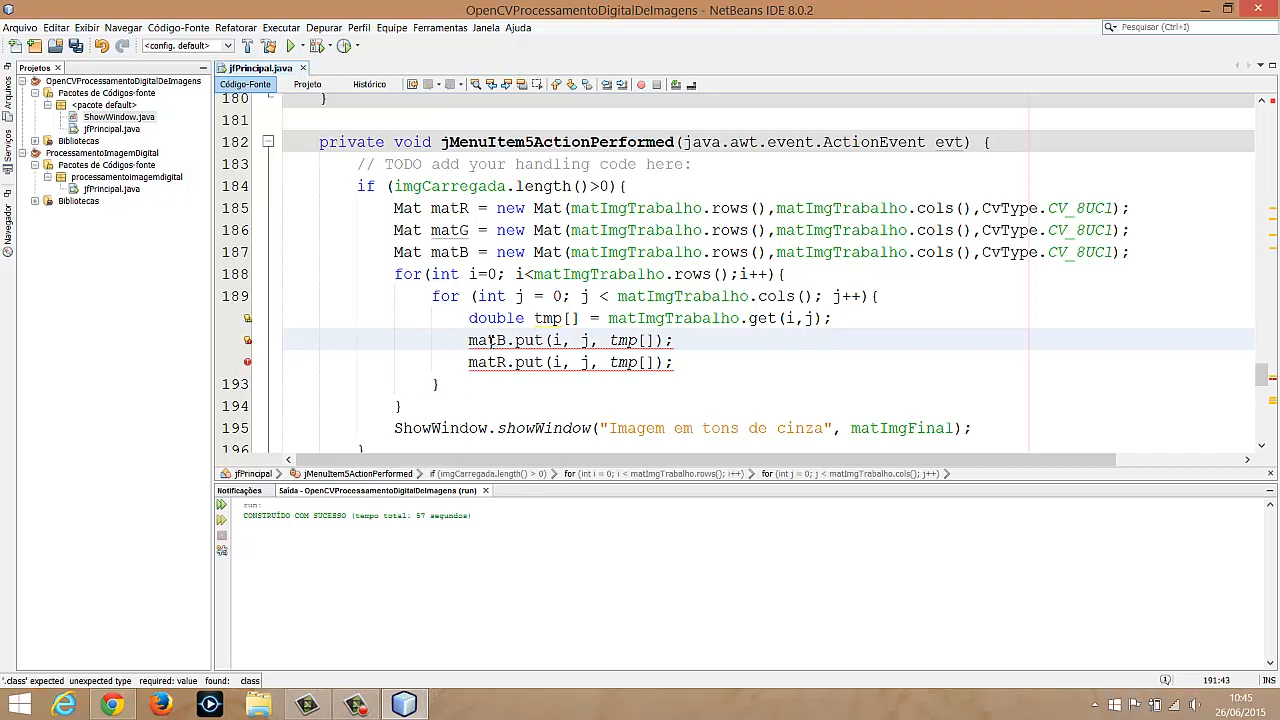 OpenCVProcessamentoDigitalDeImagens - NetBeans IDE 8.0.2
Arquivo Editar Exibir Navegar Código-Fonte Refatorar Executar Depurar Perfil Equipe Ferramentas Janela Ajuda
Pesquisar (Ctrl+I)
<config. default>
Projetos
jfPrincipal.java
OpenCVProcessamentoDigitalDeImagens
Pacotes de Códigos-fonte
<pacote default>
ShowWindow.java
jfPrincipal.java
Bibliotecas
ProcessamentoImagemDigital
Pacotes de Códigos-fonte
processamentoimagemdigital
jfPrincipal.java
Bibliotecas
Arquivos
Serviços
Navegador
Código-Fonte Projeto Histórico
180 }
181
182 private void jMenuItem5ActionPerformed(java.awt.event.ActionEvent evt) {
183 // TODO add your handling code here:
184 if (imgCarregada.length()>0){
185 Mat matR = new Mat(matImgTrabalho.rows(),matImgTrabalho.cols(),CvType.CV_8UC1);
186 Mat matG = new Mat(matImgTrabalho.rows(),matImgTrabalho.cols(),CvType.CV_8UC1);
187 Mat matB = new Mat(matImgTrabalho.rows(),matImgTrabalho.cols(),CvType.CV_8UC1);
188 for(int i=0; i<matImgTrabalho.rows();i++){
189 for (int j = 0; j < matImgTrabalho.cols(); j++){
double tmp[] = matImgTrabalho.get(i,j);
matB.put(i, j, tmp[]);
matR.put(i, j, tmp[]);
193 }
194 }
195 ShowWindow.showWindow("Imagem em tons de cinza", matImgFinal);
196 }
jfPrincipal jMenuItem5ActionPerformed if (imgCarregada.length() > 0) for (int i = 0; i < matImgTrabalho.rows(); i++) for (int j = 0; j < matImgTrabalho.cols(); j++)
Notificações Saída - OpenCVProcessamentoDigitalDeImagens (run)
run:
CONSTRUÍDO COM SUCESSO (tempo total: 57 segundos)
'.class' expected unexpected type required: value found: class
191:43 INS
10:45
26/06/2015